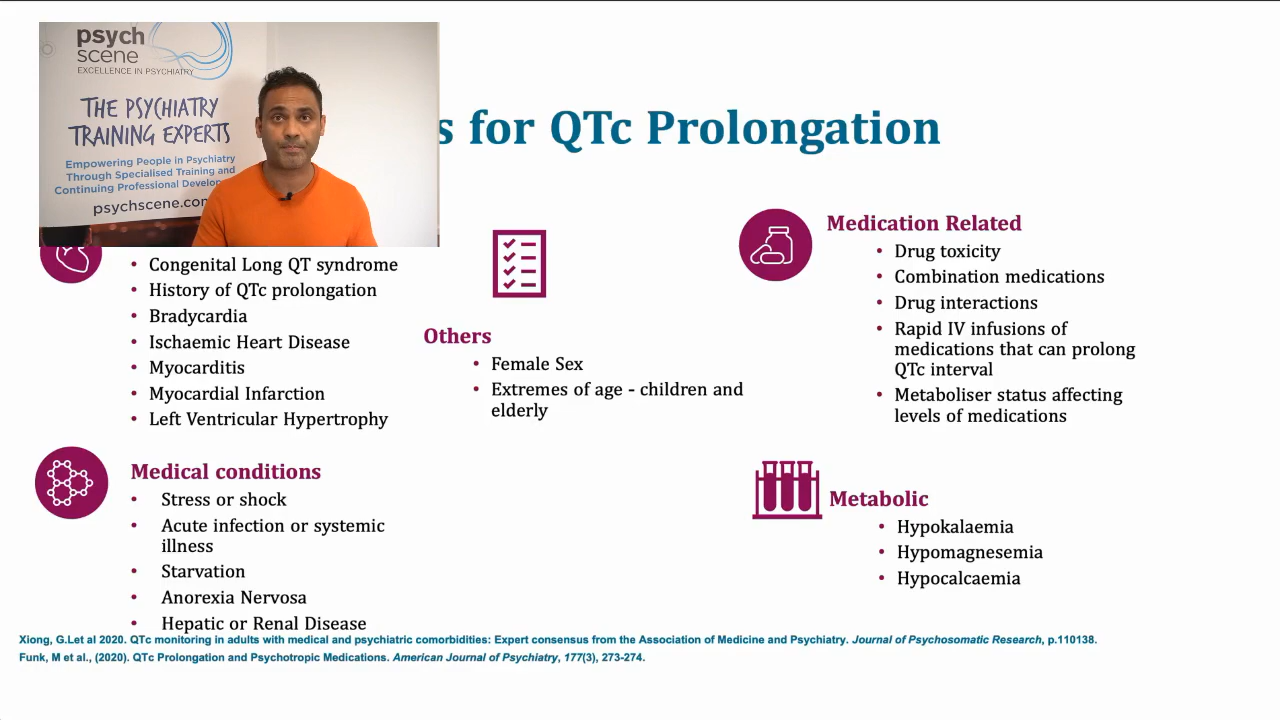 psych
scene
EXCELLENCE IN PSYCHIATRY
THE PSYCHIATRY
TRAINING EXPERTS
Empowering People in Psychiatry
Through Specialised Training and
Continuing Professional
psychscene.com
for QTc Prolongation
• Congenital Long QT syndrome
• History of QTc prolongation
• Bradycardia
• Ischaemic Heart Disease
• Myocarditis
• Myocardial Infarction
• Left Ventricular Hypertrophy
Medical conditions
• Stress or shock
• Acute infection or systemic
illness
• Starvation
• Anorexia Nervosa
• Hepatic or Renal Disease
Others
• Female Sex
• Extremes of age - children and
elderly
Medication Related
• Drug toxicity
• Combination medications
• Drug interactions
• Rapid IV infusions of
medications that can prolong
QTc interval
• Metaboliser status affecting
levels of medications
Metabolic
• Hypokalaemia
• Hypomagnesemia
• Hypocalcaemia
Xiong, G.Let al 2020. QTc monitoring in adults with medical and psychiatric comorbidities: Expert consensus from the Association of Medicine and Psychiatry. Journal of Psychosomatic Research, p.110138.
Funk, M et al., (2020). QTc Prolongation and Psychotropic Medications. American Journal of Psychiatry, 177(3), 273-274.